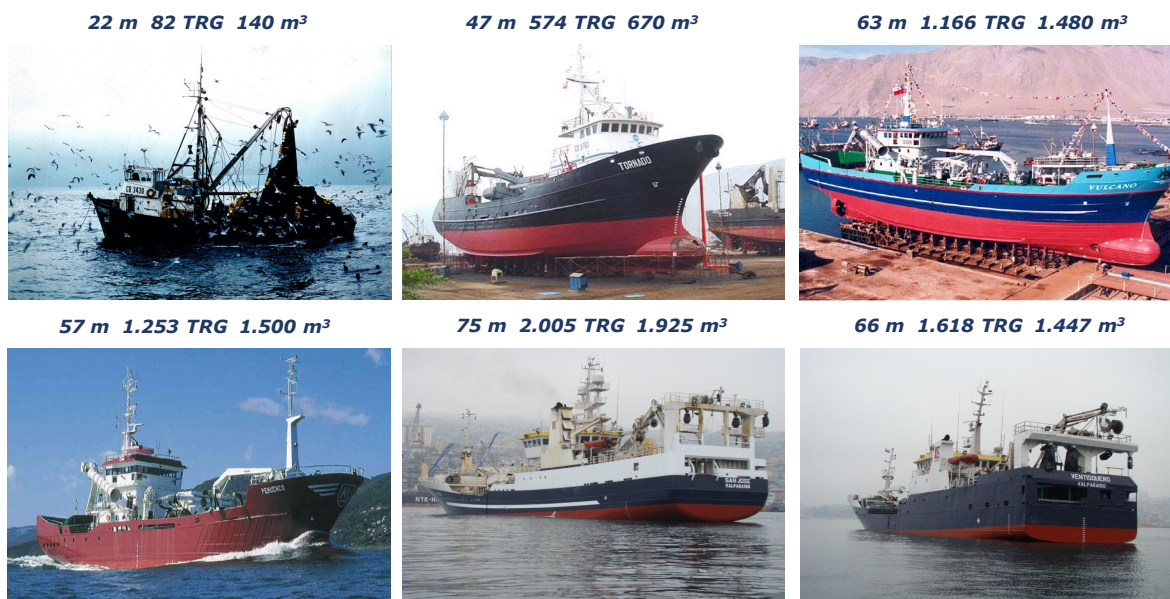 22 m 82 TRG 140 m³
47 m 574 TRG 670 m³
63 m 1.166 TRG 1.480 m³
CB 3430
TORNADO
VULCANO
57 m 1.253 TRG 1.500 m³
75 m 2.005 TRG 1.925 m³
66 m 1.618 TRG 1.447 m³
SAN JOSE
VALPARAISO
NYK-H
VENTISQUERO
VALPARAISO